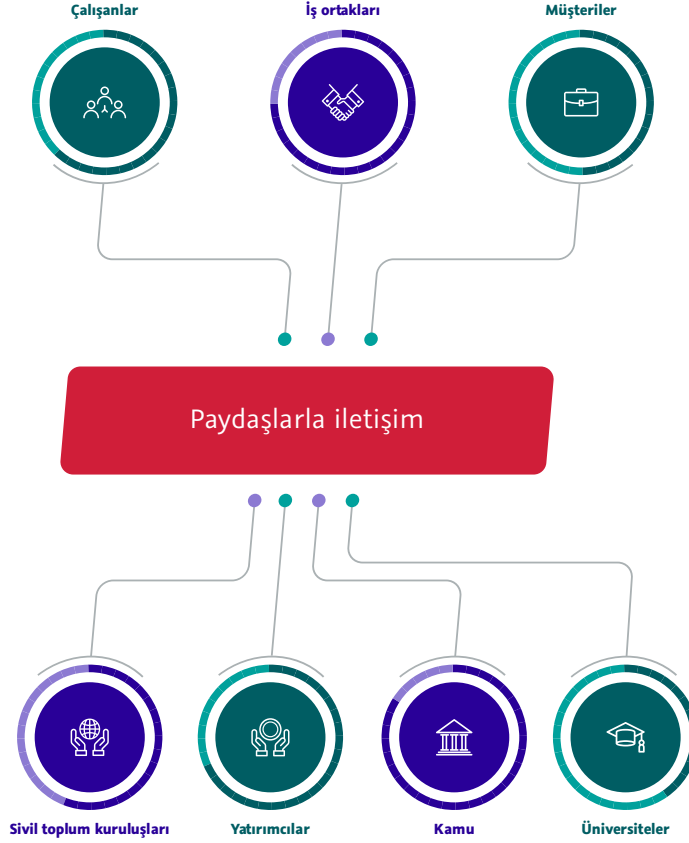 Çalışanlar
İş ortakları
Müşteriler
Paydaşlarla iletişim
Sivil toplum kuruluşları
Yatırımcılar
Kamu
Üniversiteler